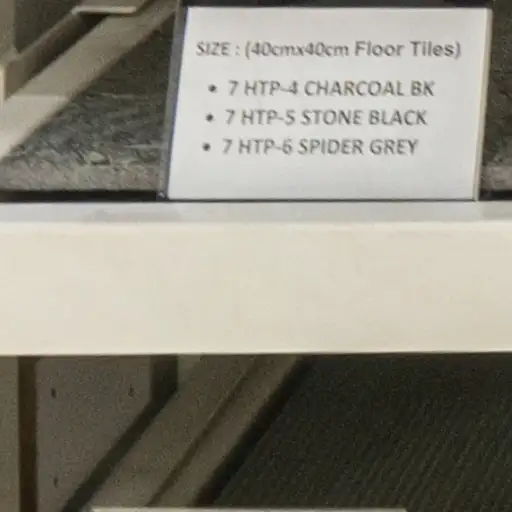 SIZE : (40cmx40cm Floor Tiles)
• 7 HTP-4 CHARCOAL BK
• 7 HTP-5 STONE BLACK
• 7 HTP-6 SPIDER GREY